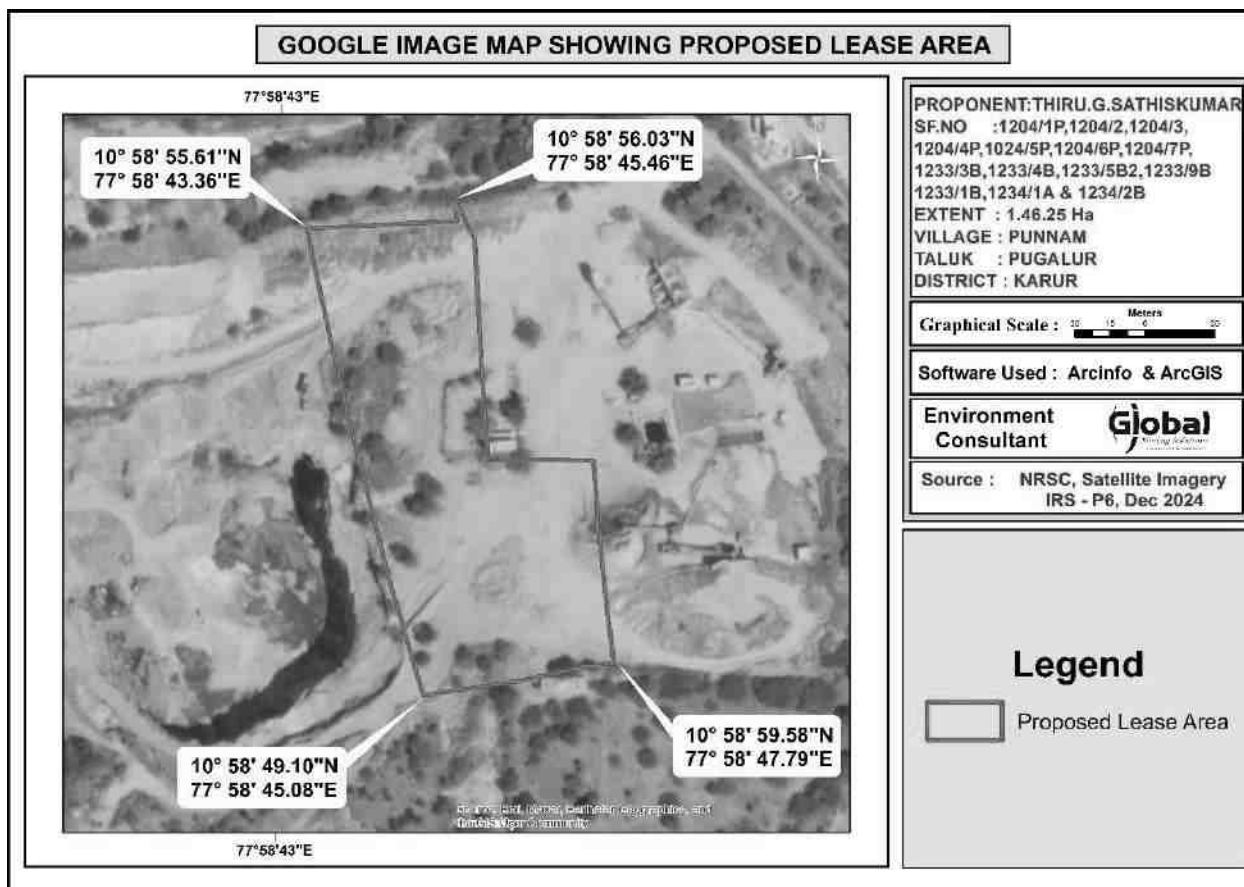 GOOGLE IMAGE MAP SHOWING PROPOSED LEASE AREA
77°58'43"E
10° 58' 55.61"N
77° 58' 43.36"E
10° 58' 56.03"N
77° 58' 45.46"E
10° 58' 49.10"N
77° 58' 45.08"E
10° 58' 59.58"N
77° 58' 47.79"E
community
77°58'43"E
PROPONENT:THIRU.G.SATHISKUMAR
SF.NO :1204/1P,1204/2,1204/3,
1204/4P,1024/5P,1204/6P,1204/7P,
1233/3B,1233/4B,1233/5B2,1233/9B
1233/1B,1234/1A & 1234/2B
EXTENT : 1.46.25 Ha
VILLAGE : PUNNAM
TALUK : PUGALUR
DISTRICT : KARUR
Graphical Scale :
Meters
Software Used : Arcinfo & ArcGIS
Environment
Consultant
Global
Source : NRSC, Satellite Imagery
IRS - P6, Dec 2024
Legend
Proposed Lease Area